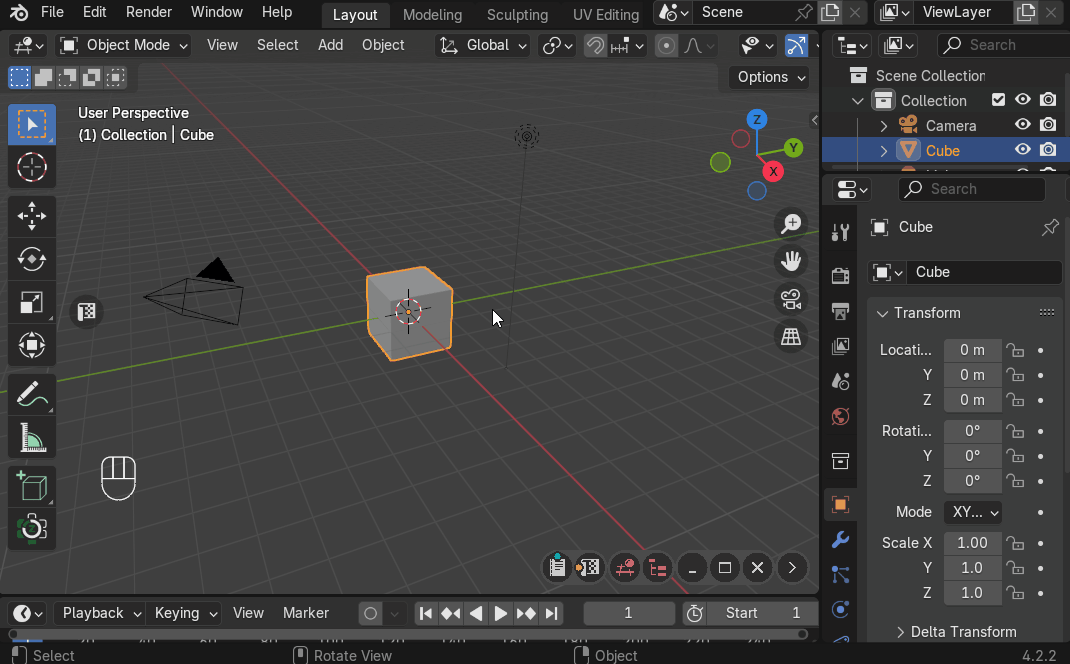 File Edit Render Window Help Layout Modeling Sculpting UV Editing Scene ViewLayer
Object Mode View Select Add Object Global Search
Options
User Perspective
(1) Collection | Cube
Z
Y
X
Scene Collection
Collection
Camera
Cube
Search
Cube
Cube
Transform
Locati... 0 m
Y 0 m
Z 0 m
Rotati... 0°
Y 0°
Z 0°
Mode XY...
Scale X 1.00
Y 1.0
Z 1.0
Delta Transform
Playback Keying View Marker 1 Start 1
Select Rotate View Object 4.2.2